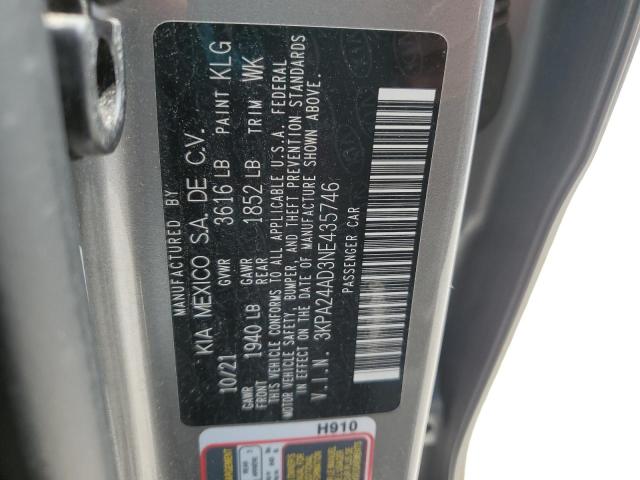 MANUFACTURED BY
KIA MEXICO S.A. DE C.V.
10/21 GVWR 3616 LB PAINT KLG
GAWR FRONT 1940 LB GAWR REAR 1852 LB TRIM WK
THIS VEHICLE CONFORMS TO ALL APPLICABLE U.S.A. FEDERAL
MOTOR VEHICLE SAFETY, BUMPER, AND THEFT PREVENTION STANDARDS
IN EFFECT ON THE DATE OF MANUFACTURE SHOWN ABOVE.
V.I.N. 3KPA24AD3NE435746
PASSENGER CAR
H910